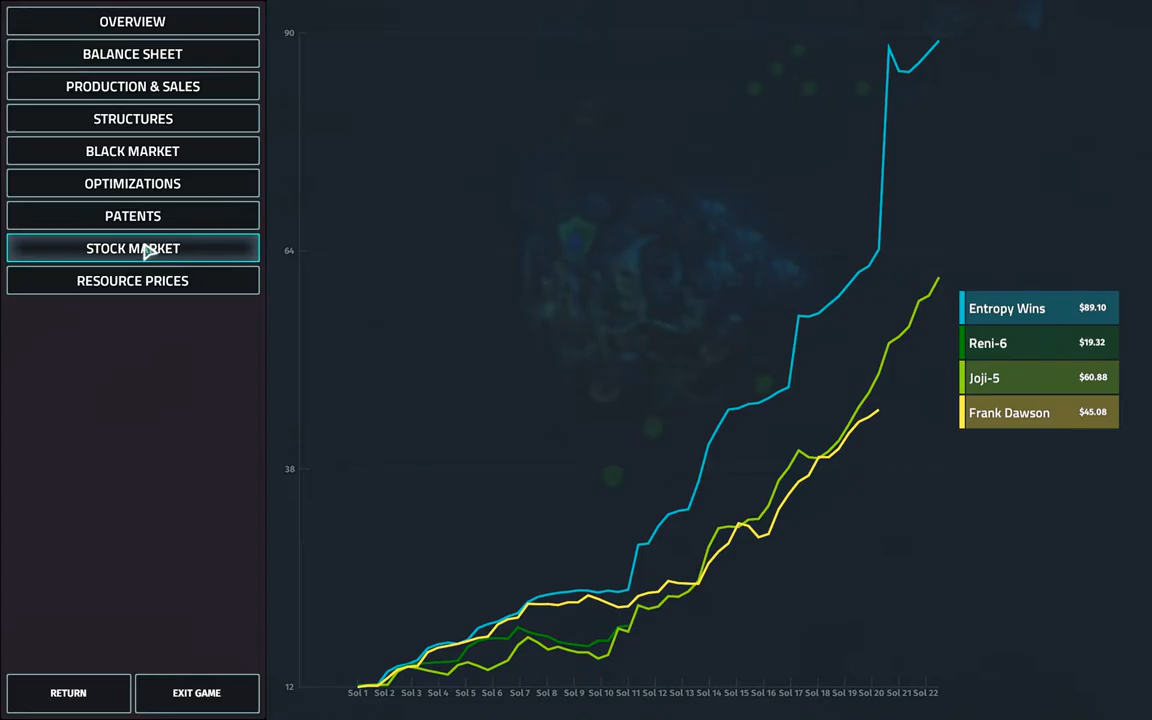 OVERVIEW
BALANCE SHEET
PRODUCTION & SALES
STRUCTURES
BLACK MARKET
OPTIMIZATIONS
PATENTS
STOCK MARKET
RESOURCE PRICES
RETURN
EXIT GAME
90
64
38
12
Sol 1 Sol 2 Sol 3 Sol 4 Sol 5 Sol 6 Sol 7 Sol 8 Sol 9 Sol 10 Sol 11 Sol 12 Sol 13 Sol 14 Sol 15 Sol 16 Sol 17 Sol 18 Sol 19 Sol 20 Sol 21 Sol 22
Entropy Wins $89.10
Reni-6 $19.32
Joji-5 $60.88
Frank Dawson $45.08